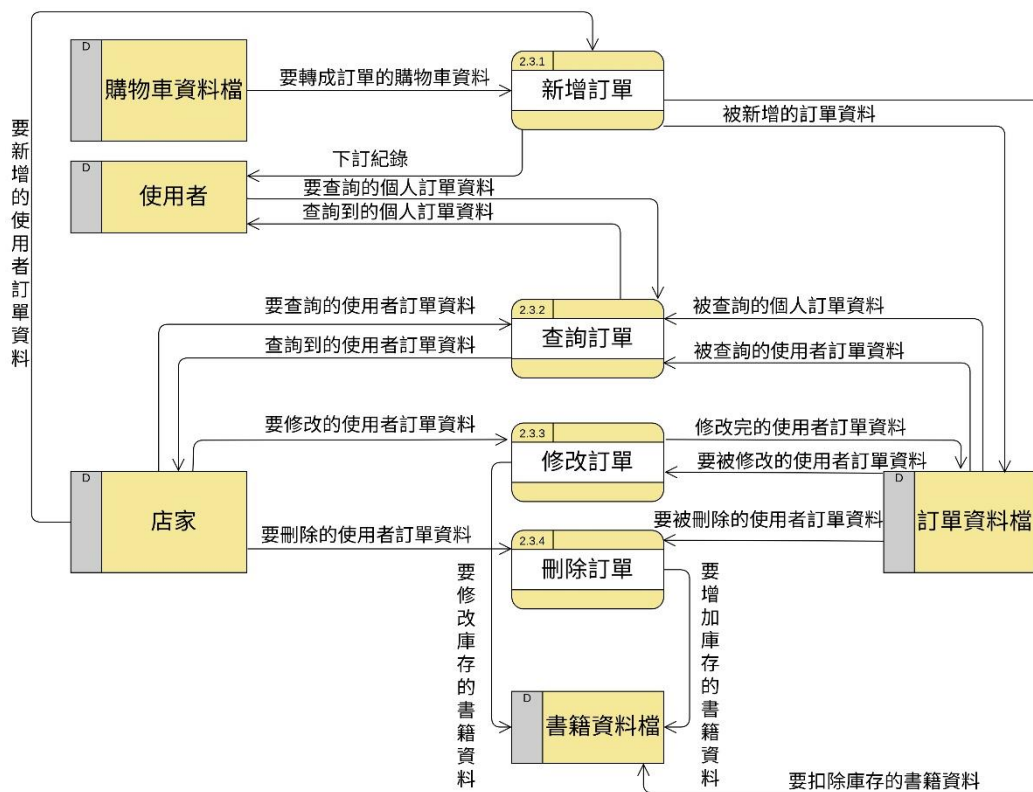 D
購物車資料檔
要轉成訂單的購物車資料
2.3.1
新增訂單
被新增的訂單資料
要新增的使用者訂單資料
下訂紀錄
D
使用者
要查詢的個人訂單資料
查詢到的個人訂單資料
要查詢的使用者訂單資料
2.3.2
查詢訂單
被查詢的個人訂單資料
查詢到的使用者訂單資料
被查詢的使用者訂單資料
要修改的使用者訂單資料
2.3.3
修改訂單
修改完的使用者訂單資料
要被修改的使用者訂單資料
D
店家
D
訂單資料檔
要刪除的使用者訂單資料
2.3.4
刪除訂單
要被刪除的使用者訂單資料
要修改庫存的書籍資料
要增加庫存的書籍資料
D
書籍資料檔
要扣除庫存的書籍資料